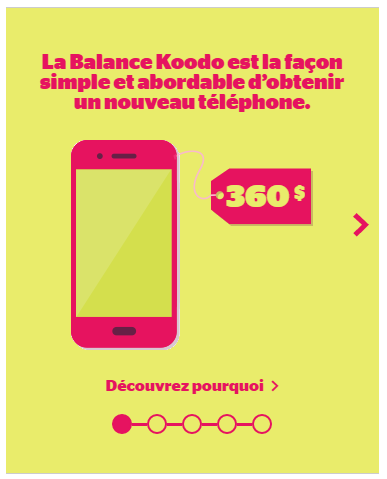 La Balance Koodo est la façon
simple et abordable d’obtenir
un nouveau téléphone.
360 $
Découvrez pourquoi >